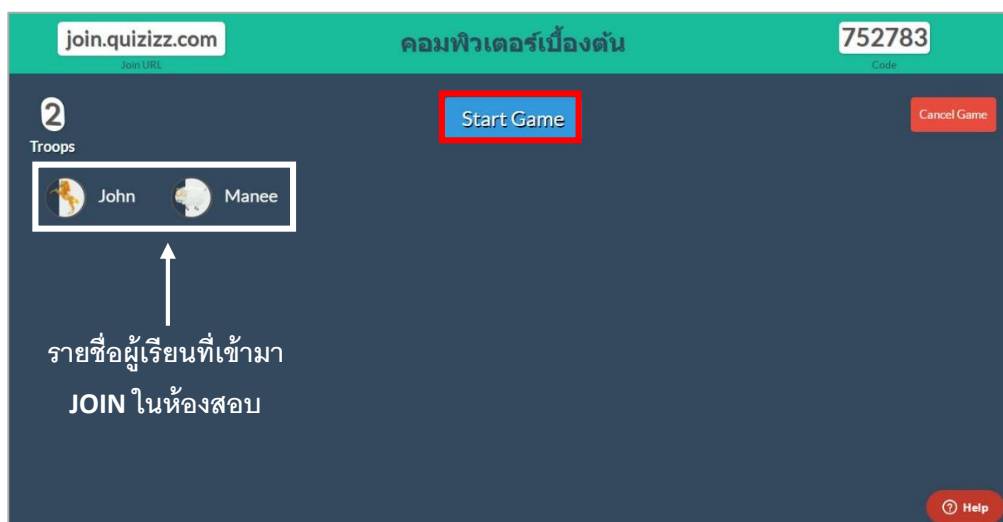 join.quizizz.com
Join URL
คอมพิวเตอร์เบื้องต้น
752783
Code
2
Troops
Start Game
Cancel Game
John
Manee
รายชื่อผู้เรียนที่เข้ามา
JOIN ในห้องสอบ
Help